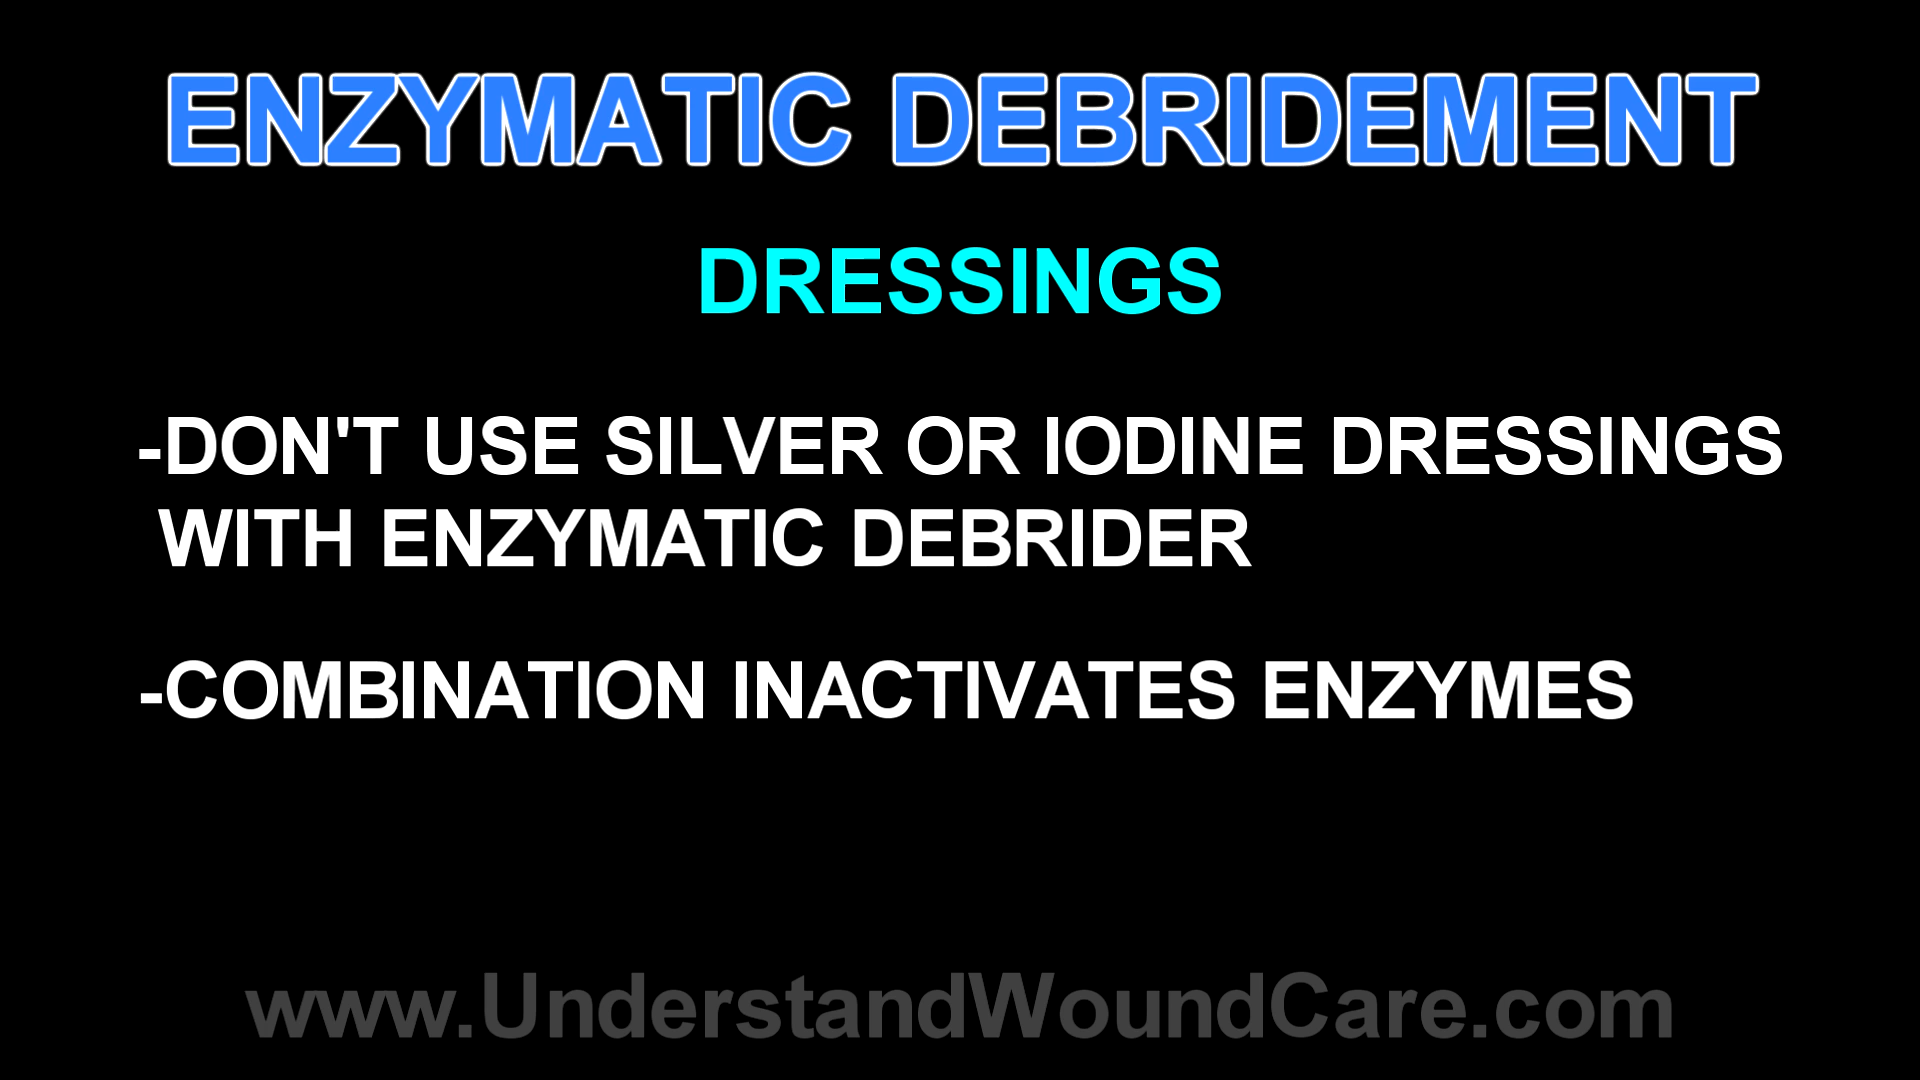 ENZYMATIC DEBRIDEMENT
DRESSINGS
-DON'T USE SILVER OR IODINE DRESSINGS
WITH ENZYMATIC DEBRIDER
-COMBINATION INACTIVATES ENZYMES
www.UnderstandWoundCare.com